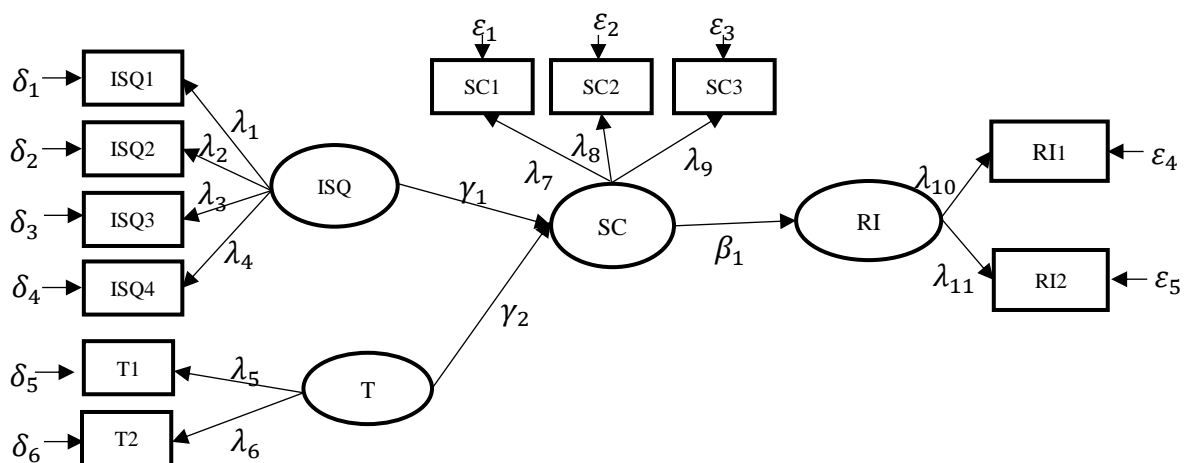 ε₁ ε₂ ε₃
δ₁ ISQ1 SC1 SC2 SC3
λ₁ λ₈
δ₂ ISQ2 λ₂ λ₇ λ₉ RI1 ε₄
ISQ γ₁ λ₁₀
δ₃ ISQ3 λ₃ SC RI
λ₄ β₁
δ₄ ISQ4 λ₁₁ RI2 ε₅
γ₂
δ₅ T1 λ₅ T
δ₆ T2 λ₆